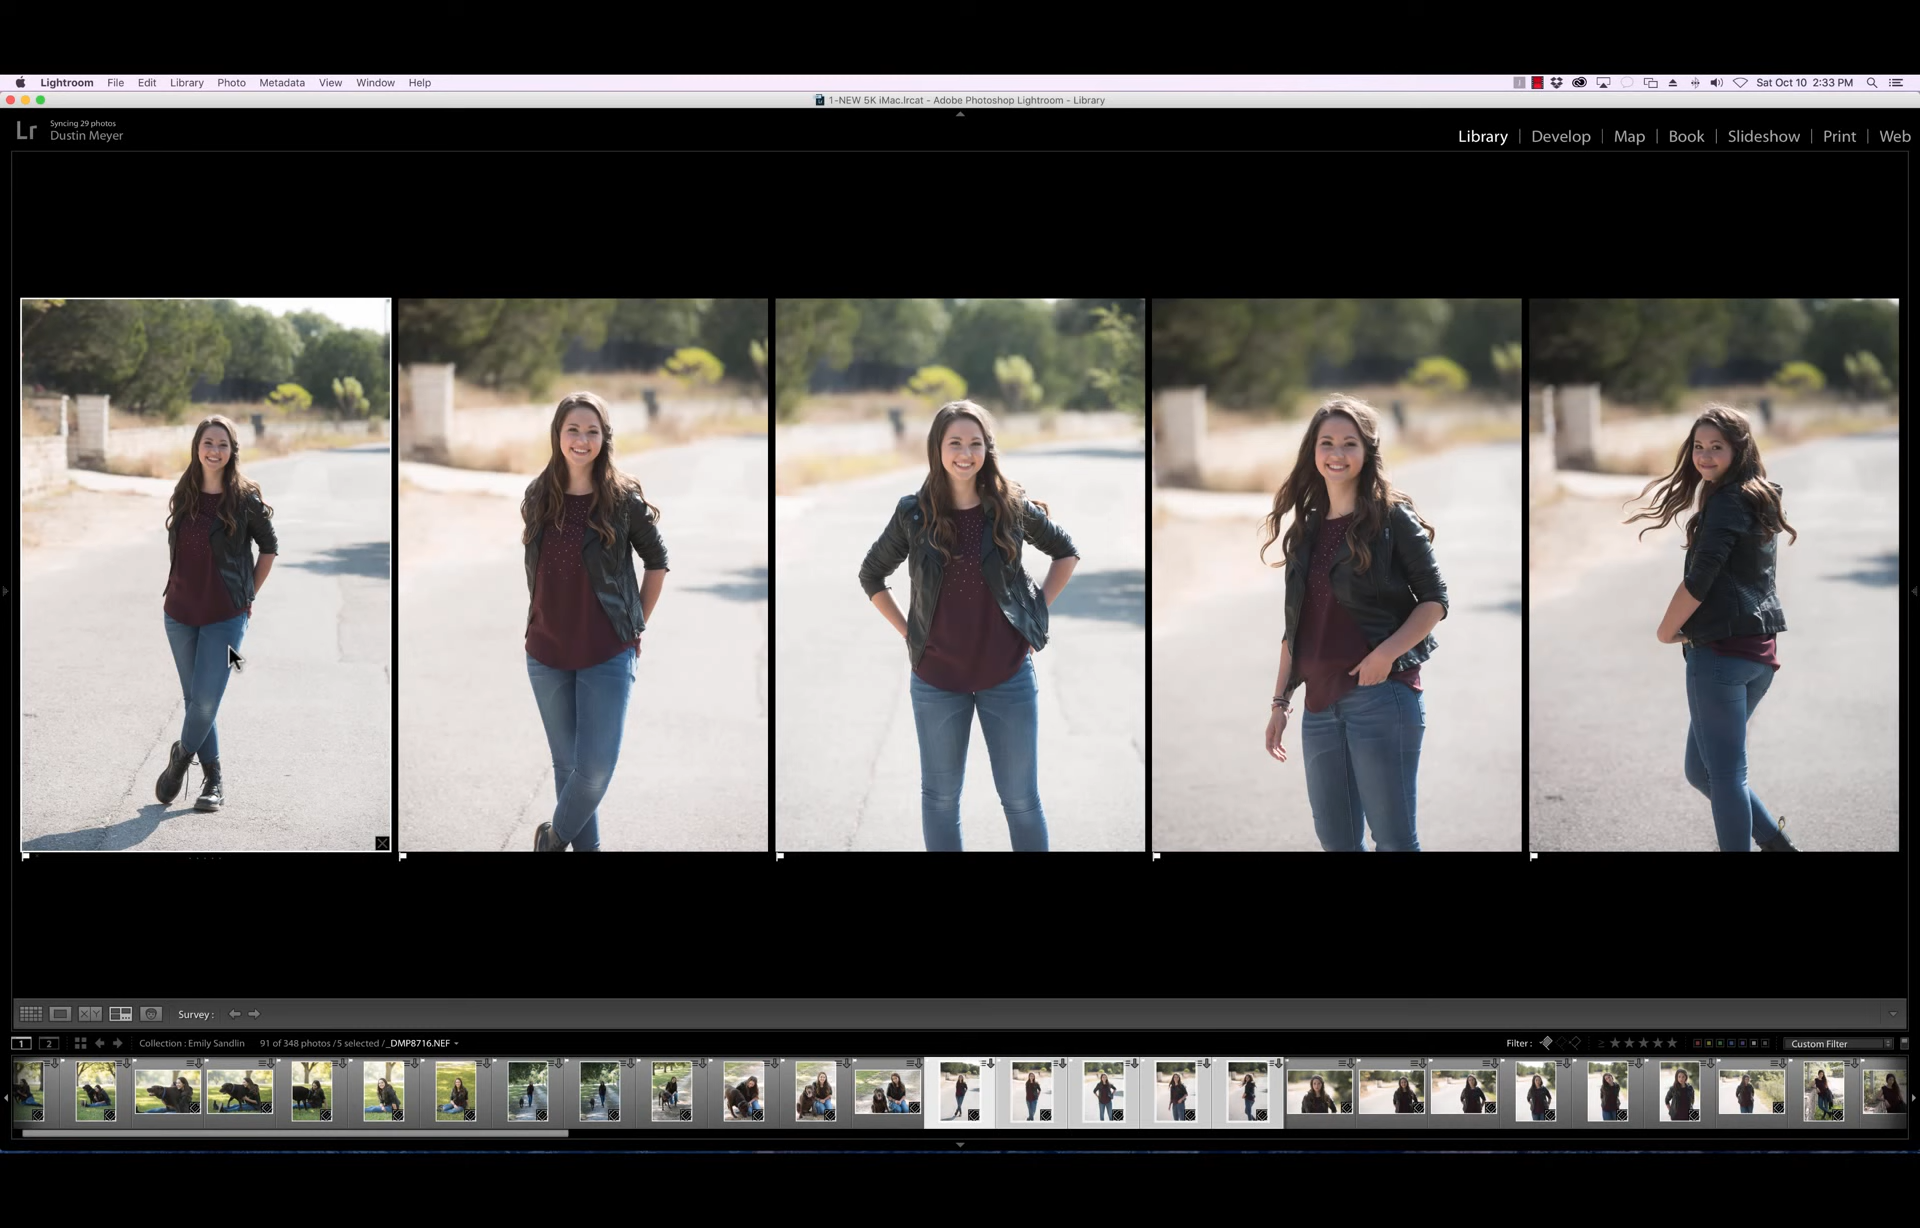 Lightroom File Edit Library Photo Metadata View Window Help Sat Oct 10 2:33 PM
1-NEW 5K iMac.lrcat - Adobe Photoshop Lightroom - Library
Lr
Syncing 29 photos
Dustin Meyer
Library | Develop | Map | Book | Slideshow | Print | Web
X Y Survey :
1 2 Collection : Emily Sandlin 91 of 348 photos / 5 selected / _DMP8716.NEF Filter : ≥ Custom Filter